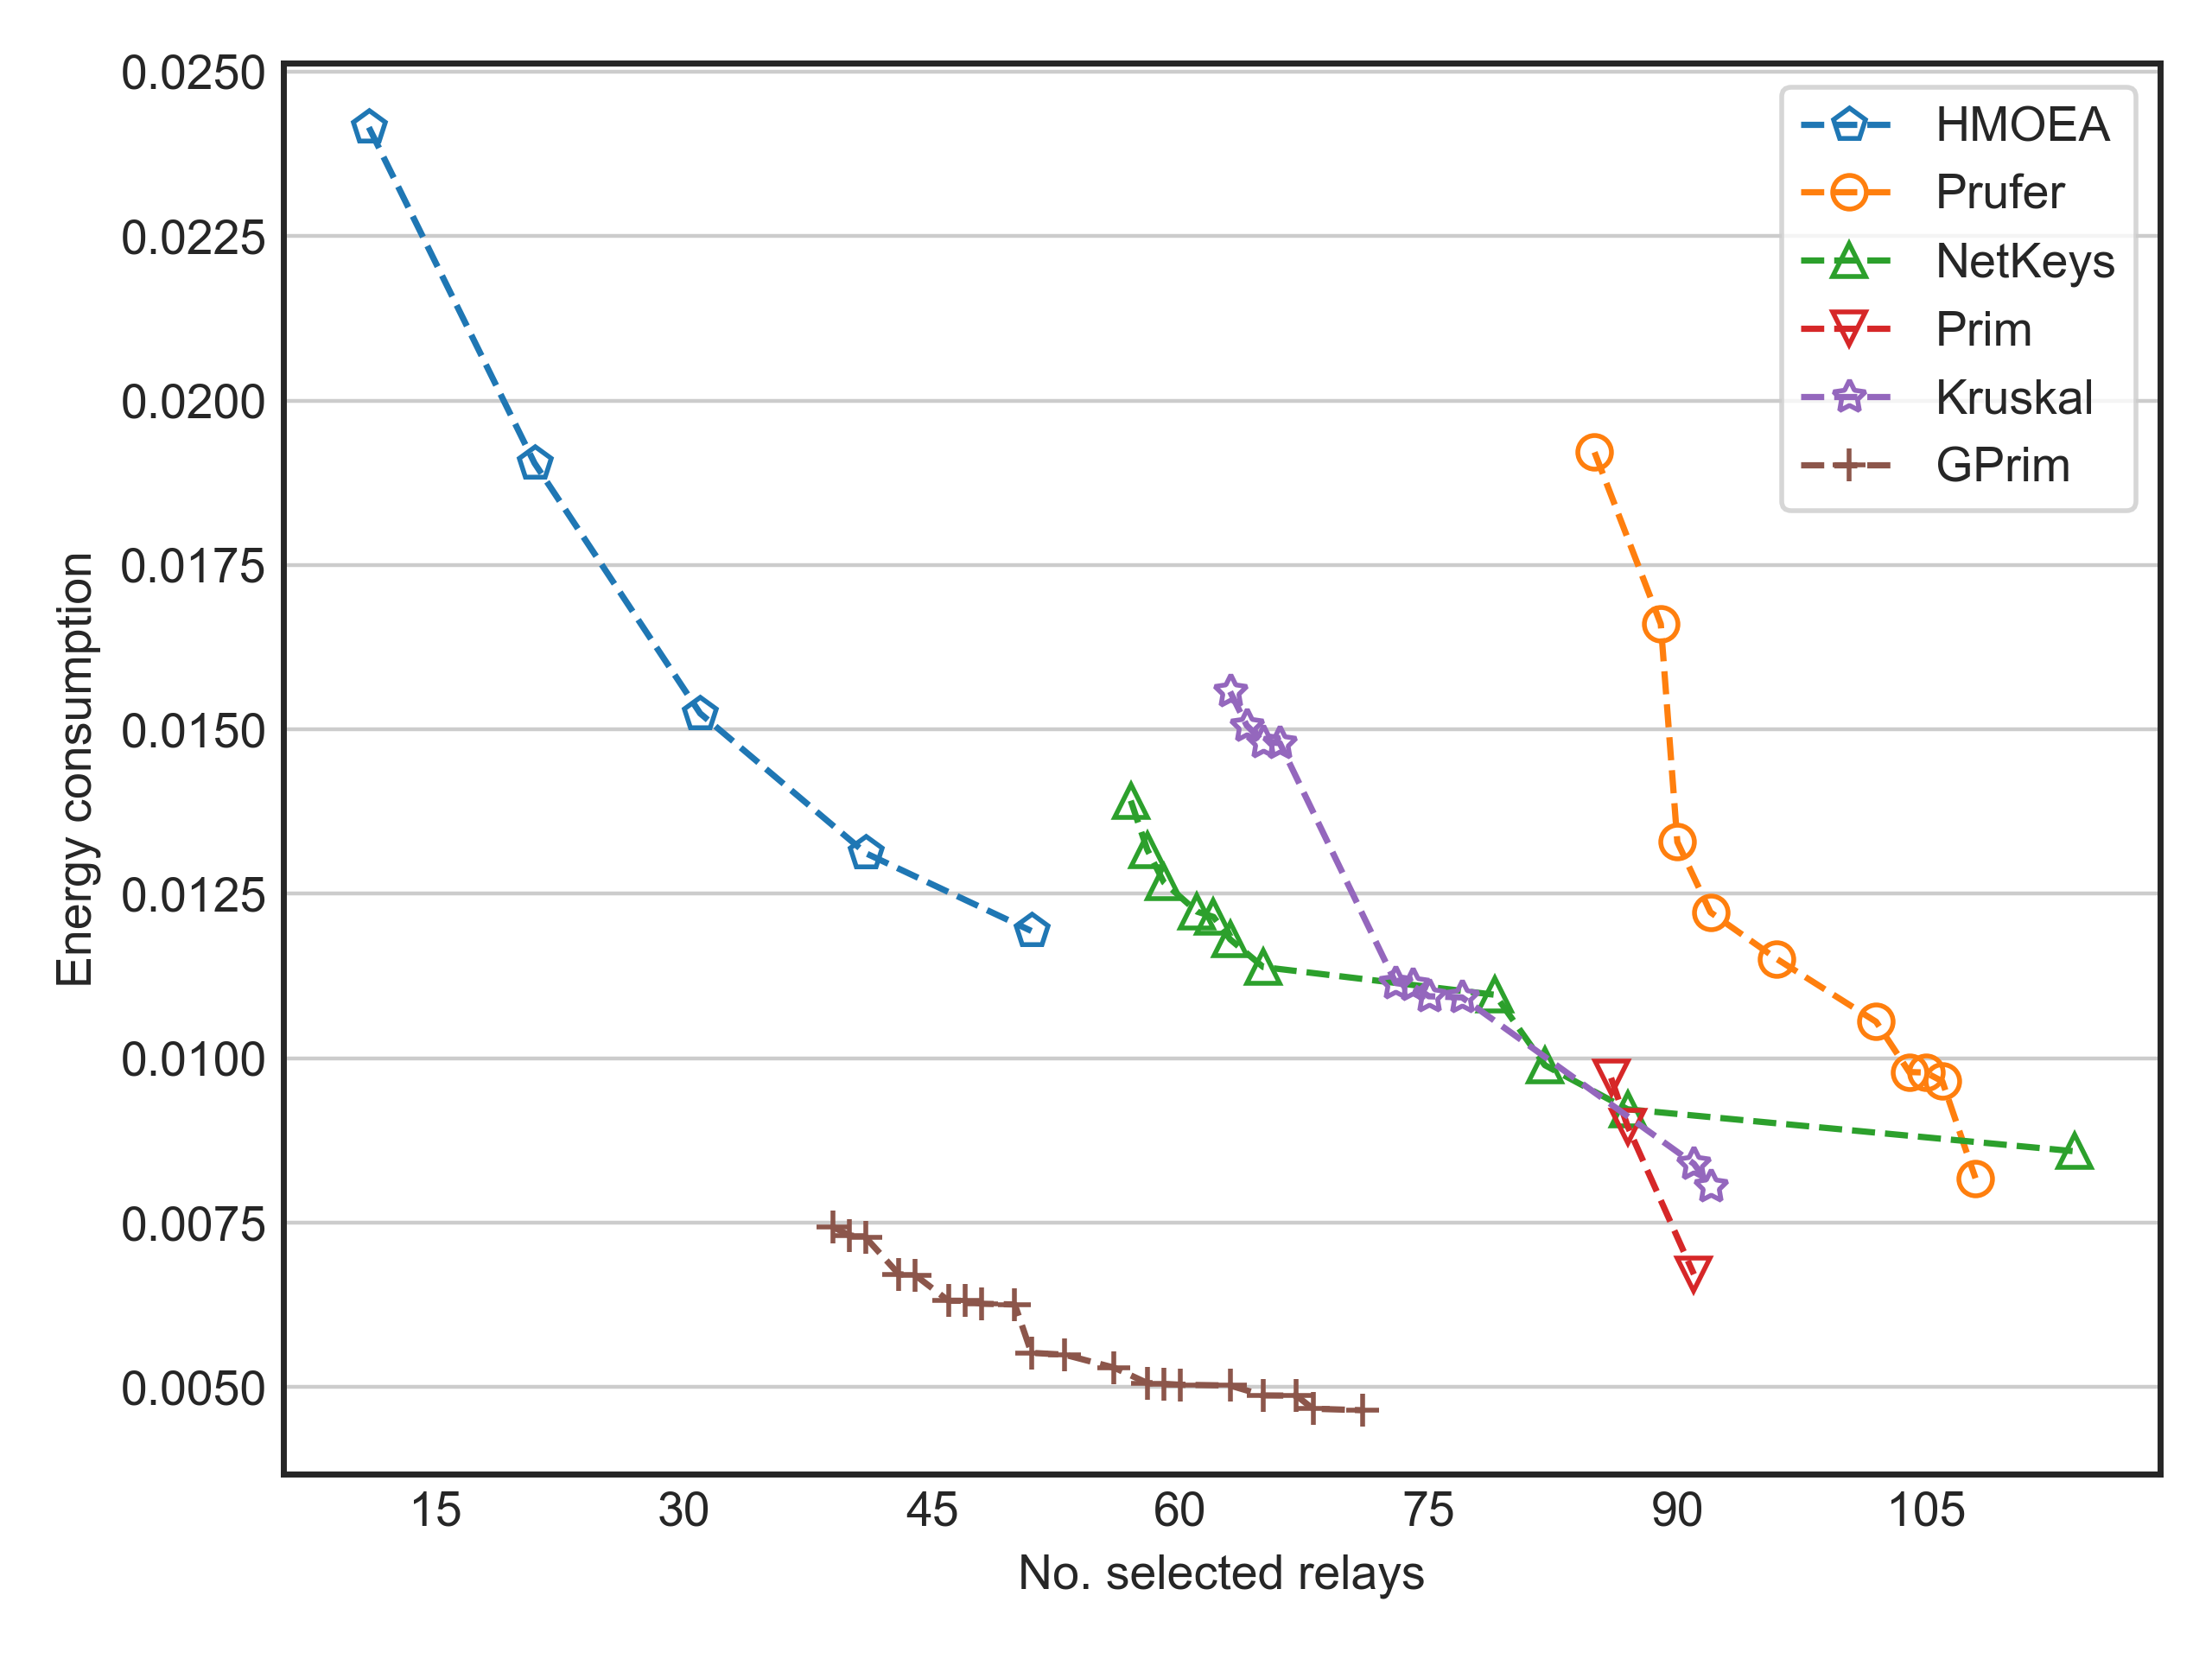 0.0250
0.0225
0.0200
0.0175
0.0150
0.0125
0.0100
0.0075
0.0050
Energy consumption
15 30 45 60 75 90 105
No. selected relays
HMOEA
Prufer
NetKeys
Prim
Kruskal
GPrim